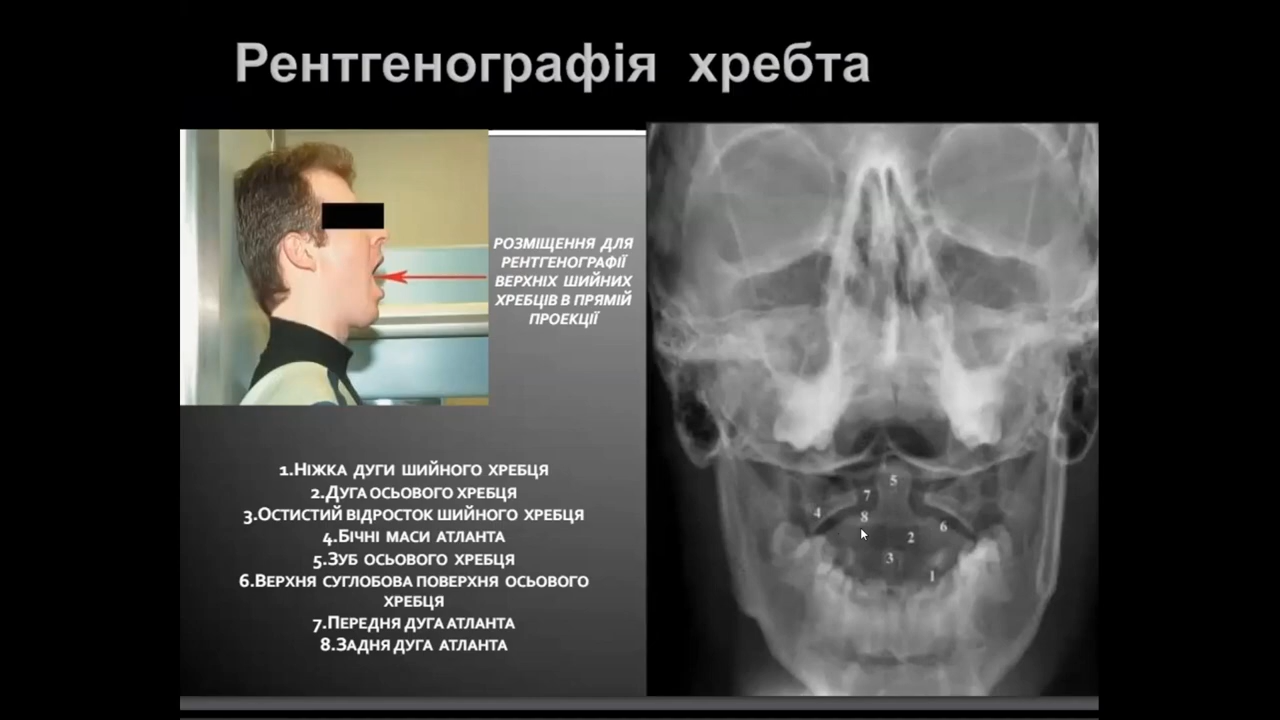 Рентгенографія хребта
РОЗМІЩЕННЯ ДЛЯ
РЕНТГЕНОГРАФІЇ
ВЕРХНІХ ШИЙНИХ
ХРЕБЦІВ В ПРЯМІЙ
ПРОЕКЦІЇ
1.НІЖКА ДУГИ ШИЙНОГО ХРЕБЦЯ
2.ДУГА ОСЬОВОГО ХРЕБЦЯ
3.ОСТИСТИЙ ВІДРОСТОК ШИЙНОГО ХРЕБЦЯ
4.БІЧНІ МАСИ АТЛАНТА
5.ЗУБ ОСЬОВОГО ХРЕБЦЯ
6.ВЕРХНЯ СУГЛОБОВА ПОВЕРХНЯ ОСЬОВОГО
ХРЕБЦЯ
7.ПЕРЕДНЯ ДУГА АТЛАНТА
8.ЗАДНЯ ДУГА АТЛАНТА
5
7
4
8
6
2
3
1